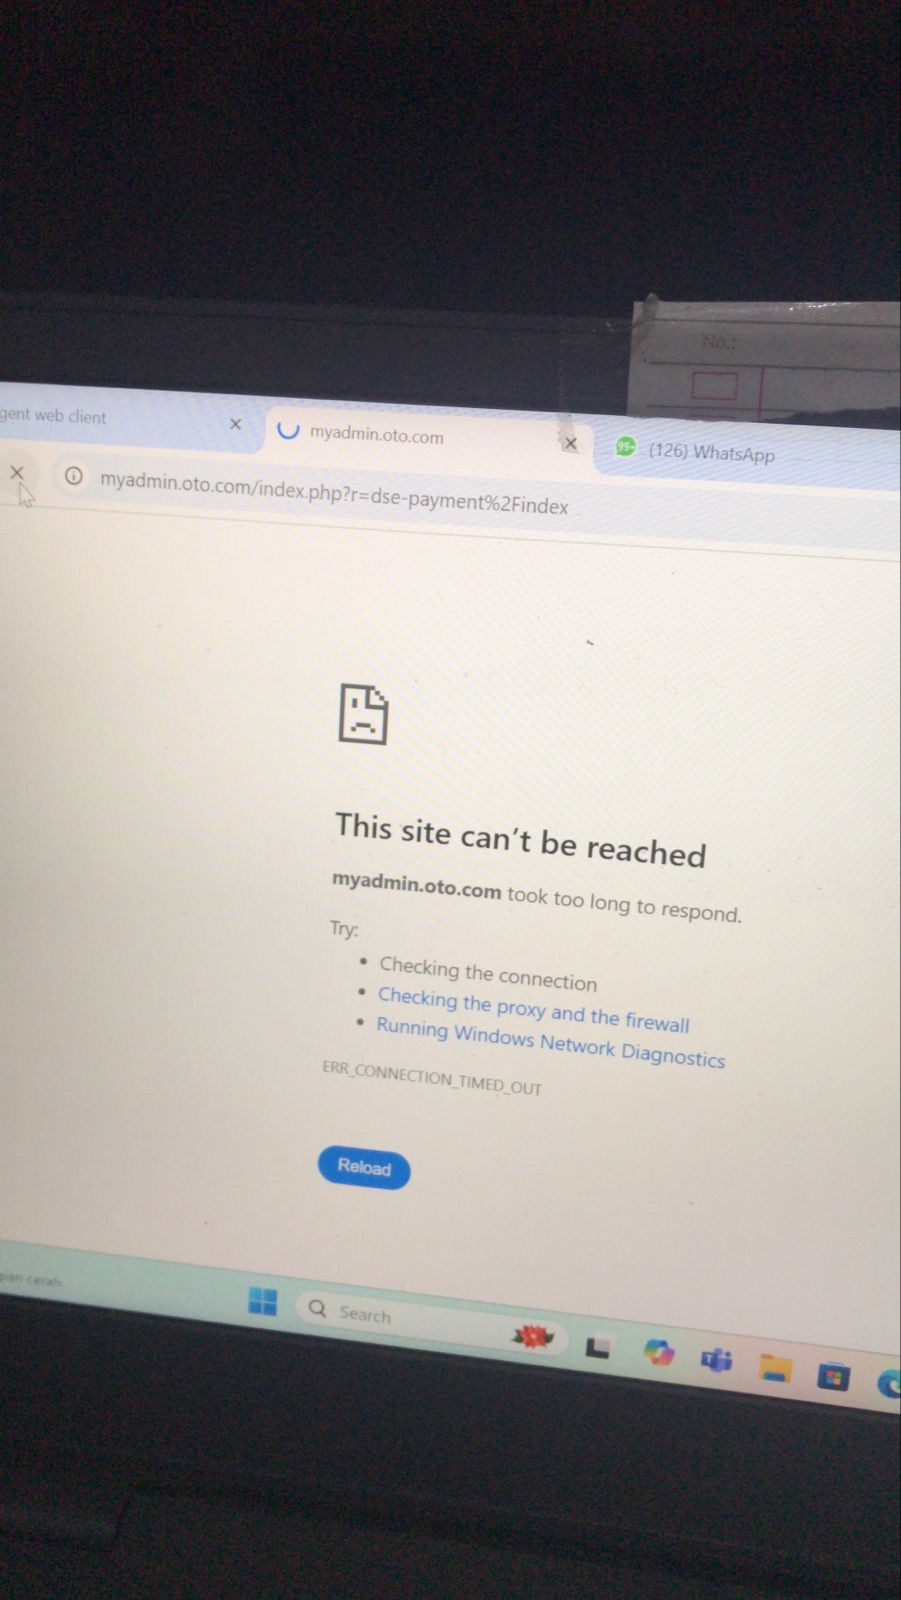 No.:
gent web client
myadmin.oto.com
99+
(126) WhatsApp
myadmin.oto.com/index.php?r=dse-payment%2Findex
This site can’t be reached
myadmin.oto.com took too long to respond.
Try:
Checking the connection
Checking the proxy and the firewall
Running Windows Network Diagnostics
ERR_CONNECTION_TIMED_OUT
Reload
gian cerah
Search